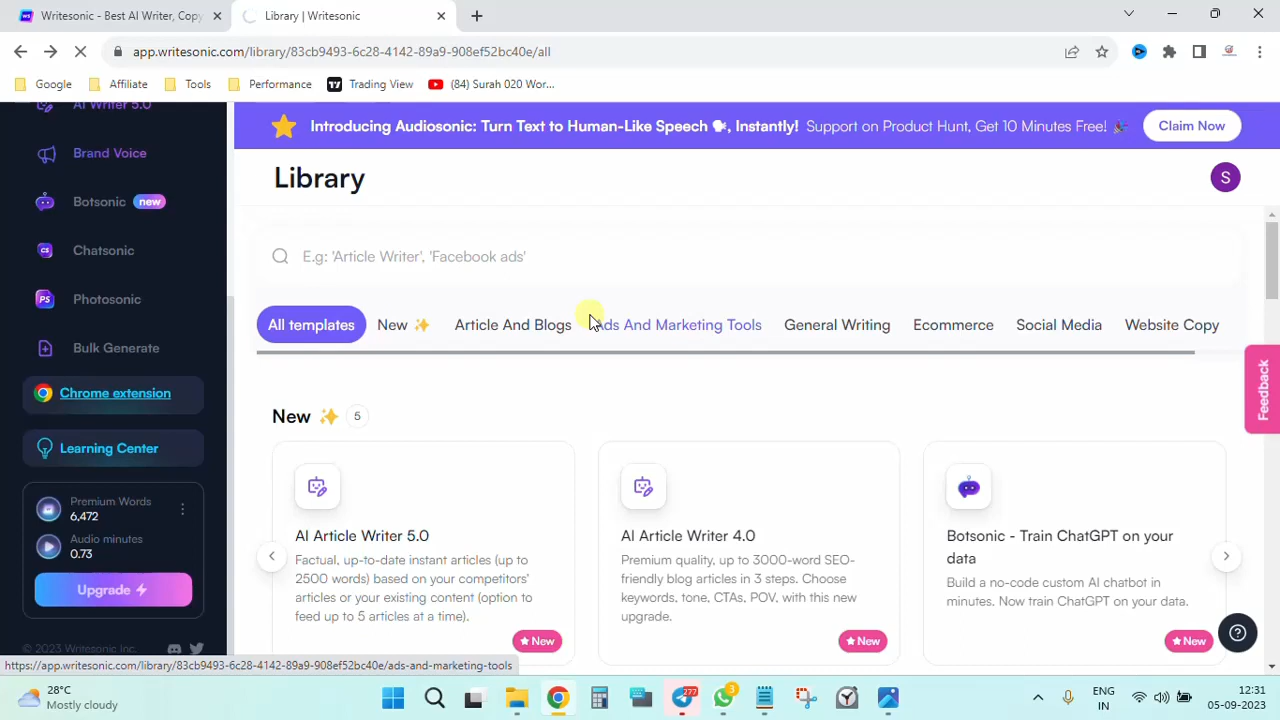 Writesonic - Best AI Writer, Copy
Library | Writesonic
app.writesonic.com/library/83cb9493-6c28-4142-89a9-908ef52bc40e/all
Google
Affiliate
Tools
Performance
Trading View
(84) Surah 020 Wor...
AI Writer 5.0
Brand Voice
Botsonic new
Chatsonic
Photosonic
Bulk Generate
Chrome extension
Learning Center
Premium Words
6,472
Audio minutes
0.73
Upgrade
© 2023 Writesonic Inc.
Introducing Audiosonic: Turn Text to Human-Like Speech 🗣️, Instantly! Support on Product Hunt, Get 10 Minutes Free! 🎉
Claim Now
Library
S
E.g: 'Article Writer', 'Facebook ads'
All templates
New ✨
Article And Blogs
Ads And Marketing Tools
General Writing
Ecommerce
Social Media
Website Copy
Feedback
New ✨ 5
AI Article Writer 5.0
Factual, up-to-date instant articles (up to
2500 words) based on your competitors'
articles or your existing content (option to
feed up to 5 articles at a time).
New
AI Article Writer 4.0
Premium quality, up to 3000-word SEO-
friendly blog articles in 3 steps. Choose
keywords, tone, CTAs, POV, with this new
upgrade.
New
Botsonic - Train ChatGPT on your
data
Build a no-code custom AI chatbot in
minutes. Now train ChatGPT on your data.
New
https://app.writesonic.com/library/83cb9493-6c28-4142-89a9-908ef52bc40e/ads-and-marketing-tools
28°C
Mostly cloudy
277
3
ENG
IN
12:31
05-09-2023